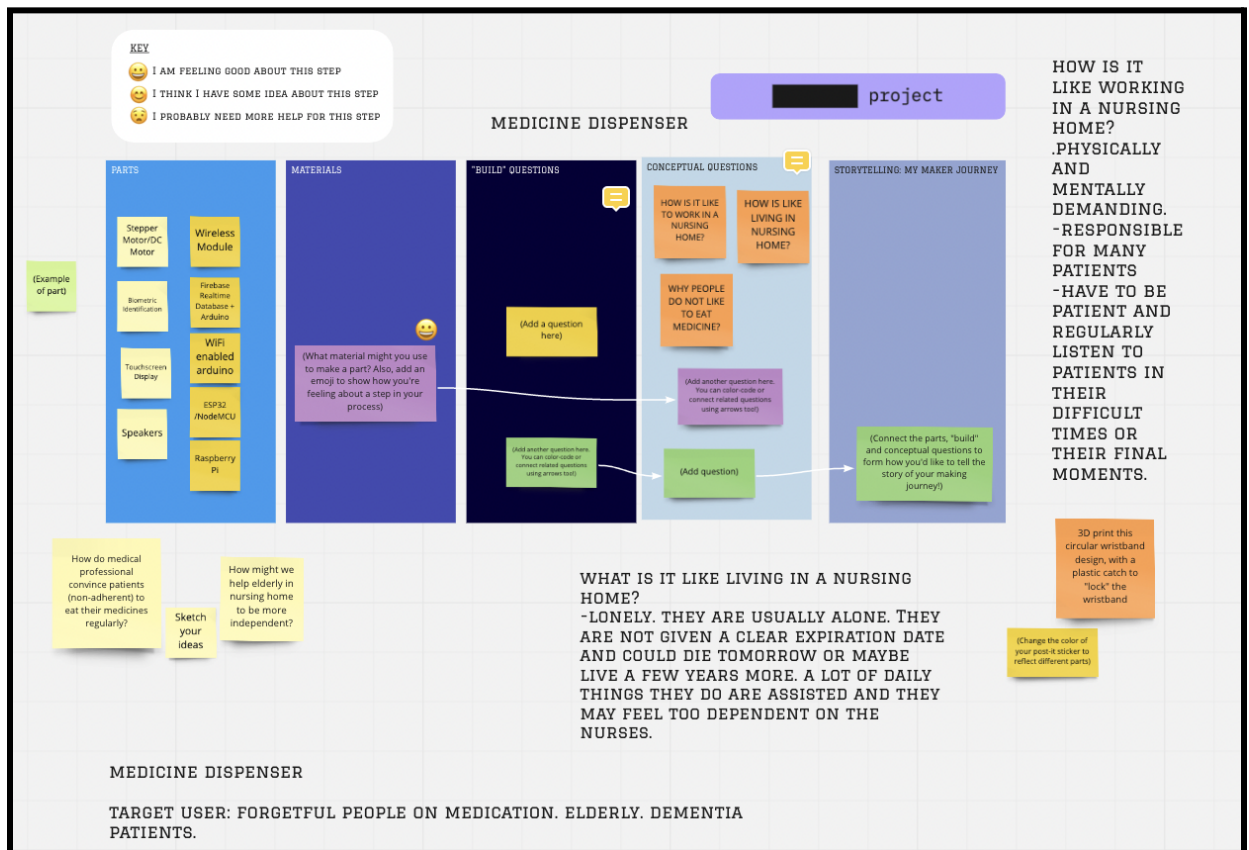 KEY
😀 I AM FEELING GOOD ABOUT THIS STEP
😊 I THINK I HAVE SOME IDEA ABOUT THIS STEP
😧 I PROBABLY NEED MORE HELP FOR THIS STEP
project
MEDICINE DISPENSER
PARTS
(Example
of part)
Stepper
Motor/DC
Motor
Wireless
Module
Biometric
Identification
Firebase
Realtime
Database +
Arduino
Touchscreen
Display
WiFi
enabled
arduino
Speakers
ESP32
/NodeMCU
Raspberry
Pi
MATERIALS
(What material might you use
to make a part? Also, add an
emoji to show how you're
feeling about a step in your
process)
"BUILD" QUESTIONS
(Add a question
here)
(Add another question here.
You can color-code or
connect related questions
using arrows too!)
CONCEPTUAL QUESTIONS
HOW IS IT LIKE
TO WORK IN A
NURSING
HOME?
HOW IS LIKE
LIVING IN
NURSING
HOME?
WHY PEOPLE
DO NOT LIKE
TO EAT
MEDICINE?
(Add another question here.
You can color-code or
connect related questions
using arrows too!)
(Add question)
STORYTELLING: MY MAKER JOURNEY
(Connect the parts, "build"
and conceptual questions to
form how you'd like to tell the
story of your making
journey!)
HOW IS IT
LIKE WORKING
IN A NURSING
HOME?
.PHYSICALLY
AND
MENTALLY
DEMANDING.
-RESPONSIBLE
FOR MANY
PATIENTS
-HAVE TO BE
PATIENT AND
REGULARLY
LISTEN TO
PATIENTS IN
THEIR
DIFFICULT
TIMES OR
THEIR FINAL
MOMENTS.
3D print this
circular wristband
design, with a
plastic catch to
"lock" the
wristband
(Change the color of
your post-it sticker to
reflect different parts)
How do medical
professional
convince patients
(non-adherent) to
eat their medicines
regularly?
Sketch
your
ideas
How might we
help elderly in
nursing home
to be more
independent?
WHAT IS IT LIKE LIVING IN A NURSING
HOME?
-LONELY. THEY ARE USUALLY ALONE. THEY
ARE NOT GIVEN A CLEAR EXPIRATION DATE
AND COULD DIE TOMORROW OR MAYBE
LIVE A FEW YEARS MORE. A LOT OF DAILY
THINGS THEY DO ARE ASSISTED AND THEY
MAY FEEL TOO DEPENDENT ON THE
NURSES.
MEDICINE DISPENSER
TARGET USER: FORGETFUL PEOPLE ON MEDICATION. ELDERLY. DEMENTIA
PATIENTS.